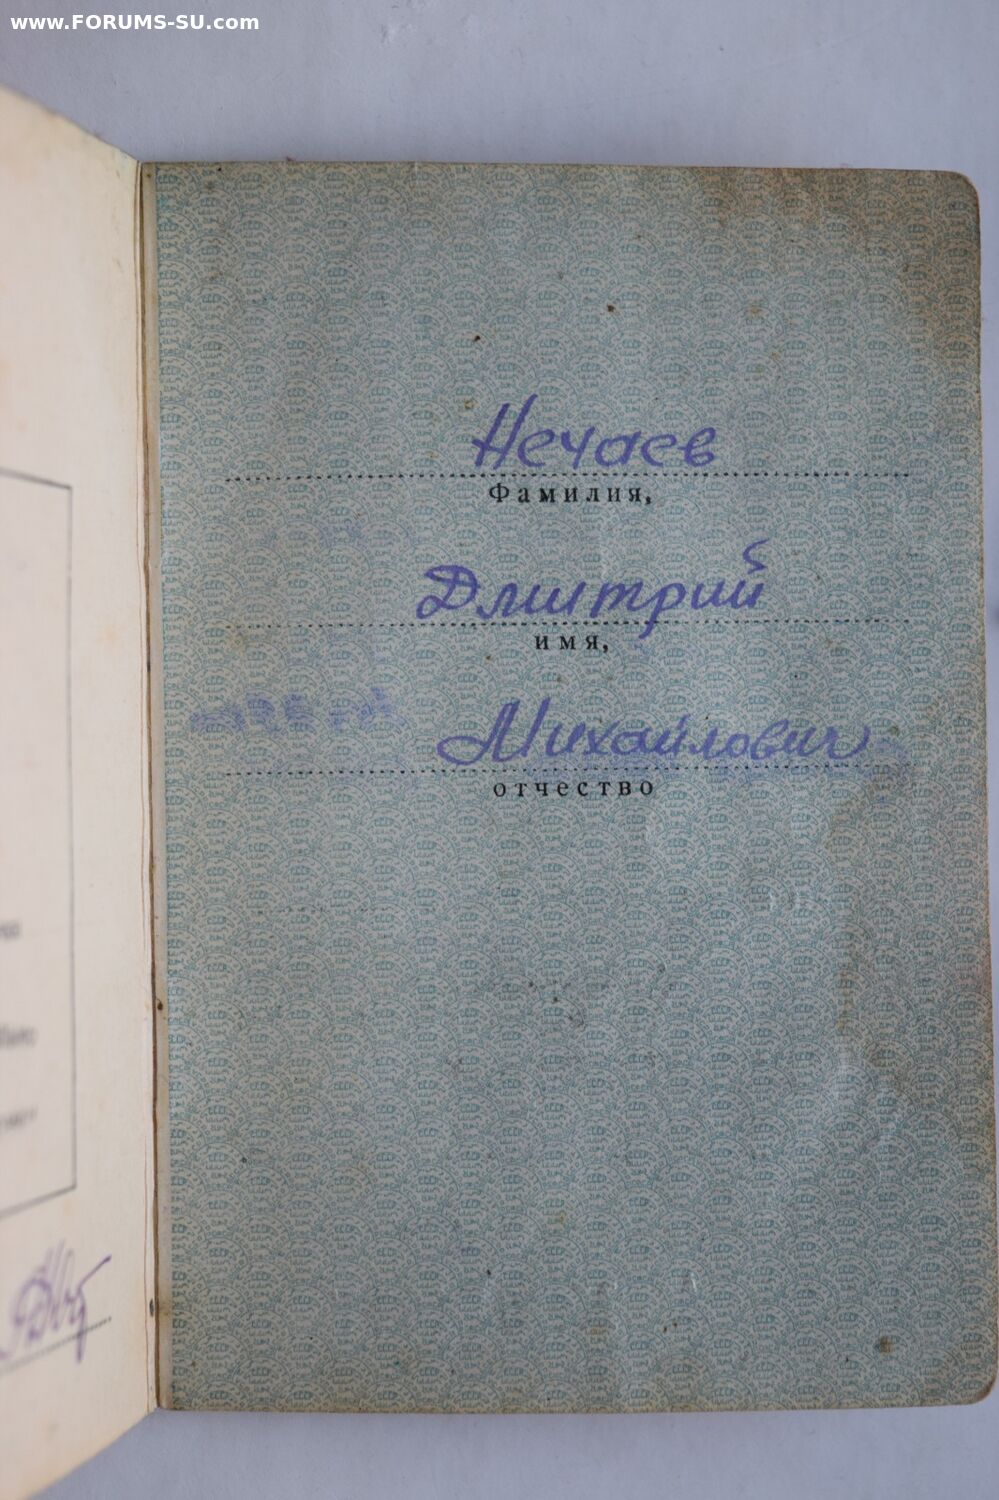 www.FORUMS-SU.com
Нечаев
Фамилия,
Дмитрий
имя,
Михайлович
отчество